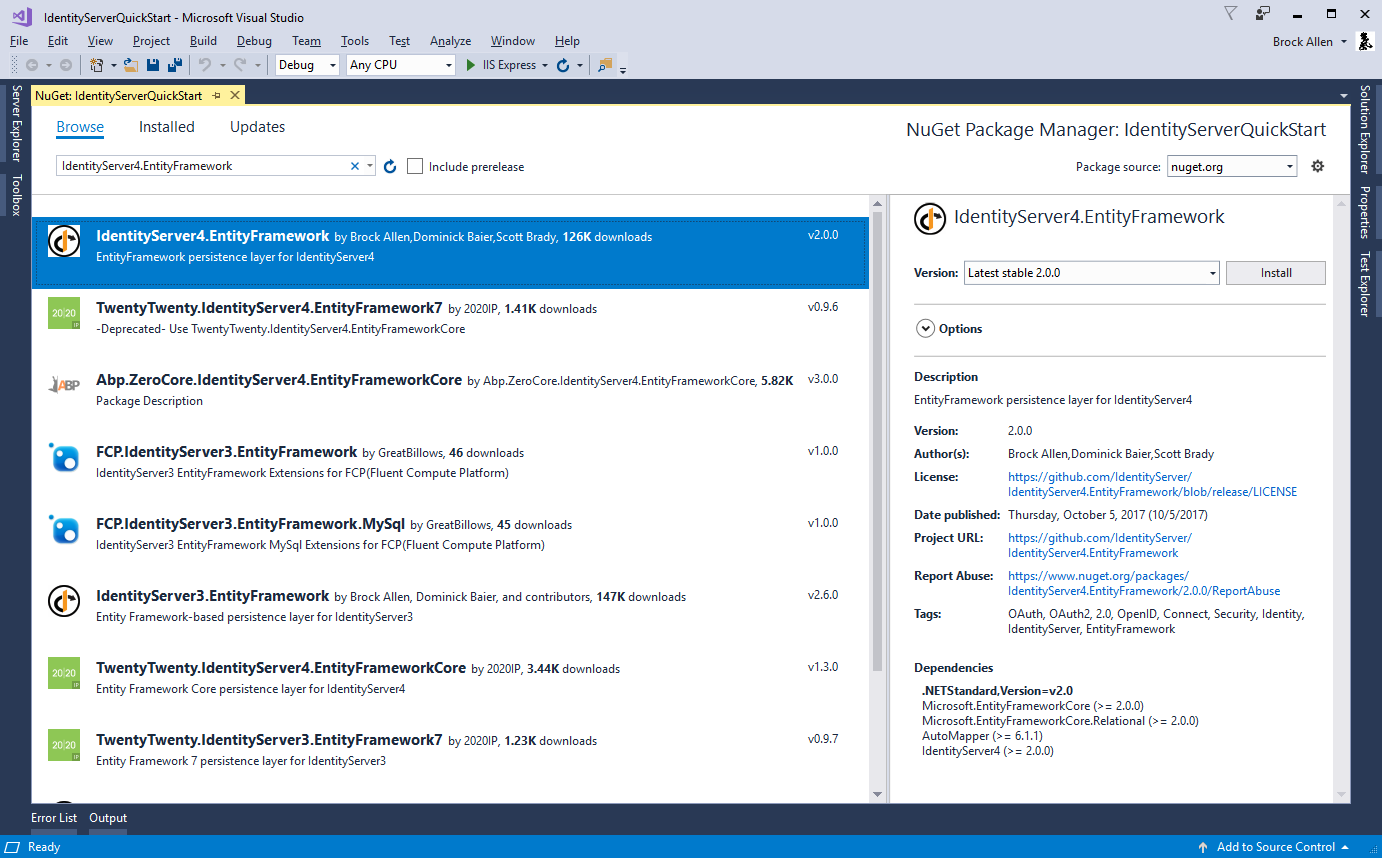 IdentityServerQuickStart - Microsoft Visual Studio
File Edit View Project Build Debug Team Tools Test Analyze Window Help
Brock Allen
Debug Any CPU IIS Express
Server Explorer
Toolbox
NuGet: IdentityServerQuickStart
Browse Installed Updates
NuGet Package Manager: IdentityServerQuickStart
IdentityServer4.EntityFramework
Include prerelease
Package source: nuget.org
IdentityServer4.EntityFramework by Brock Allen,Dominick Baier,Scott Brady, 126K downloads v2.0.0
EntityFramework persistence layer for IdentityServer4
20|20 IP
TwentyTwenty.IdentityServer4.EntityFramework7 by 2020IP, 1.41K downloads v0.9.6
-Deprecated- Use TwentyTwenty.IdentityServer4.EntityFrameworkCore
ABP
Abp.ZeroCore.IdentityServer4.EntityFrameworkCore by Abp.ZeroCore.IdentityServer4.EntityFrameworkCore, 5.82K v3.0.0
Package Description
FCP.IdentityServer3.EntityFramework by GreatBillows, 46 downloads v1.0.0
IdentityServer3 EntityFramework Extensions for FCP(Fluent Compute Platform)
FCP.IdentityServer3.EntityFramework.MySql by GreatBillows, 45 downloads v1.0.0
IdentityServer3 EntityFramework MySql Extensions for FCP(Fluent Compute Platform)
IdentityServer3.EntityFramework by Brock Allen, Dominick Baier, and contributors, 147K downloads v2.6.0
Entity Framework-based persistence layer for IdentityServer3
20|20 IP
TwentyTwenty.IdentityServer4.EntityFrameworkCore by 2020IP, 3.44K downloads v1.3.0
Entity Framework Core persistence layer for IdentityServer4
20|20 IP
TwentyTwenty.IdentityServer3.EntityFramework7 by 2020IP, 1.23K downloads v0.9.7
Entity Framework 7 persistence layer for IdentityServer3
IdentityServer4.EntityFramework
Version: Latest stable 2.0.0 Install
Options
Description
EntityFramework persistence layer for IdentityServer4
Version: 2.0.0
Author(s): Brock Allen,Dominick Baier,Scott Brady
License: https://github.com/IdentityServer/
IdentityServer4.EntityFramework/blob/release/LICENSE
Date published: Thursday, October 5, 2017 (10/5/2017)
Project URL: https://github.com/IdentityServer/
IdentityServer4.EntityFramework
Report Abuse: https://www.nuget.org/packages/
IdentityServer4.EntityFramework/2.0.0/ReportAbuse
Tags: OAuth, OAuth2, 2.0, OpenID, Connect, Security, Identity,
IdentityServer, EntityFramework
Dependencies
.NETStandard,Version=v2.0
Microsoft.EntityFrameworkCore (>= 2.0.0)
Microsoft.EntityFrameworkCore.Relational (>= 2.0.0)
AutoMapper (>= 6.1.1)
IdentityServer4 (>= 2.0.0)
Solution Explorer
Properties
Test Explorer
Error List Output
Ready
Add to Source Control